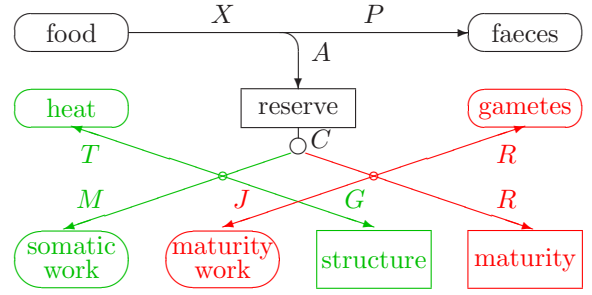 food X P faeces
A
heat reserve gametes
C
T R
M J G R
somatic work maturity work structure maturity